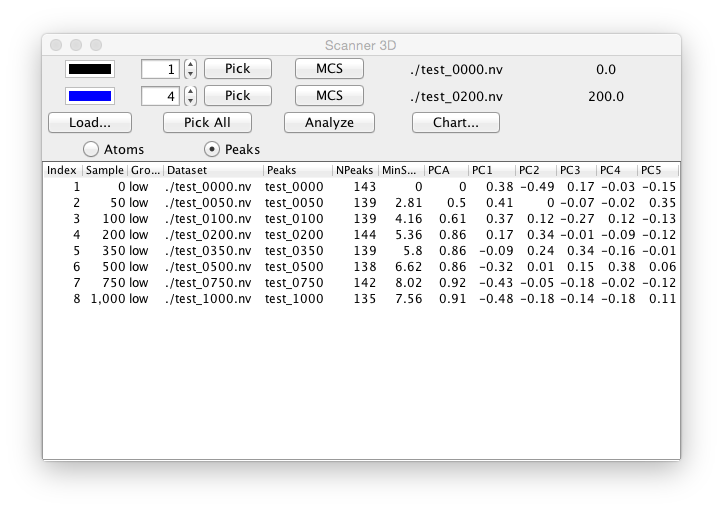 Scanner 3D
1 Pick MCS ./test_0000.nv 0.0
4 Pick MCS ./test_0200.nv 200.0
Load... Pick All Analyze Chart...
Atoms Peaks
Index Sample Gro... Dataset Peaks NPeaks MinS... PCA PC1 PC2 PC3 PC4 PC5
1 0 low ./test_0000.nv test_0000 143 0 0 0.38 -0.49 0.17 -0.03 -0.15
2 50 low ./test_0050.nv test_0050 139 2.81 0.5 0.41 0 -0.07 -0.02 0.35
3 100 low ./test_0100.nv test_0100 139 4.16 0.61 0.37 0.12 -0.27 0.12 -0.13
4 200 low ./test_0200.nv test_0200 144 5.36 0.86 0.17 0.34 -0.01 -0.09 -0.12
5 350 low ./test_0350.nv test_0350 139 5.8 0.86 -0.09 0.24 0.34 -0.16 -0.01
6 500 low ./test_0500.nv test_0500 138 6.62 0.86 -0.32 0.01 0.15 0.38 0.06
7 750 low ./test_0750.nv test_0750 142 8.02 0.92 -0.43 -0.05 -0.18 -0.02 -0.12
8 1,000 low ./test_1000.nv test_1000 135 7.56 0.91 -0.48 -0.18 -0.14 -0.18 0.11